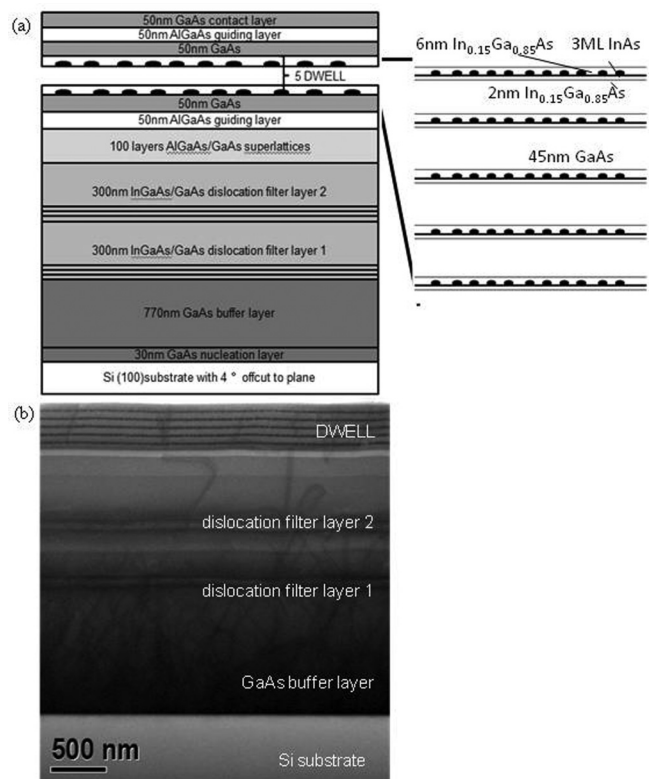 (a)
50nm GaAs contact layer
50nm AlGaAs guiding layer
50nm GaAs
5 DWELL
50nm GaAs
50nm AlGaAs guiding layer
100 layers AlGaAs/GaAs superlattices
300nm InGaAs/GaAs dislocation filter layer 2
300nm InGaAs/GaAs dislocation filter layer 1
770nm GaAs buffer layer
30nm GaAs nucleation layer
Si (100)substrate with 4 ° offcut to plane
6nm In0.15Ga0.85As 3ML InAs
2nm In0.15Ga0.85As
45nm GaAs
(b)
DWELL
dislocation filter layer 2
dislocation filter layer 1
GaAs buffer layer
500 nm
Si substrate